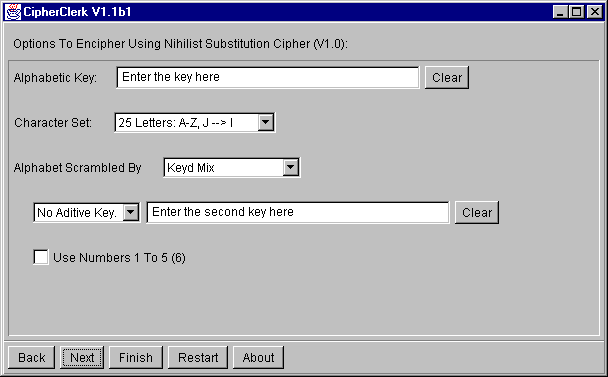 CipherClerk V1.1b1
Options To Encipher Using Nihilist Substitution Cipher (V1.0):
Alphabetic Key: Enter the key here Clear
Character Set: 25 Letters: A-Z, J --> I
Alphabet Scrambled By Keyd Mix
No Aditive Key. Enter the second key here Clear
Use Numbers 1 To 5 (6)
Back Next Finish Restart About